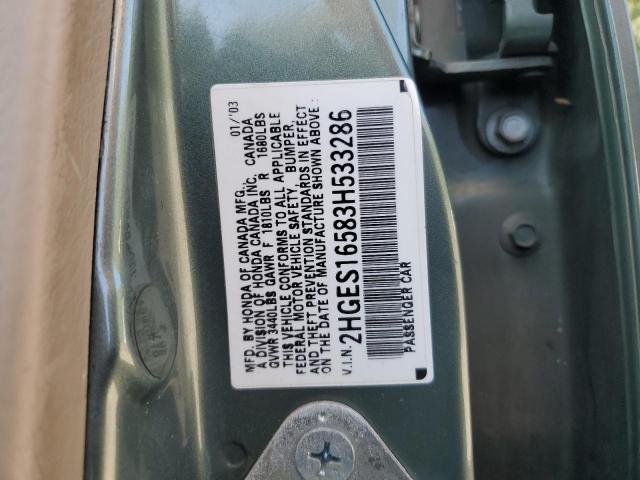 MFD. BY HONDA OF CANADA MFG. 01/'03
A DIVISION OF HONDA CANADA INC, CANADA
GVWR 3440LBS GAWR F 1810LBS R 1680LBS
THIS VEHICLE CONFORMS TO ALL APPLICABLE
FEDERAL MOTOR VEHICLE SAFETY, BUMPER,
AND THEFT PREVENTION STANDARDS IN EFFECT
ON THE DATE OF MANUFACTURE SHOWN ABOVE:
V.I.N. 2HGES16583H533286
PASSENGER CAR